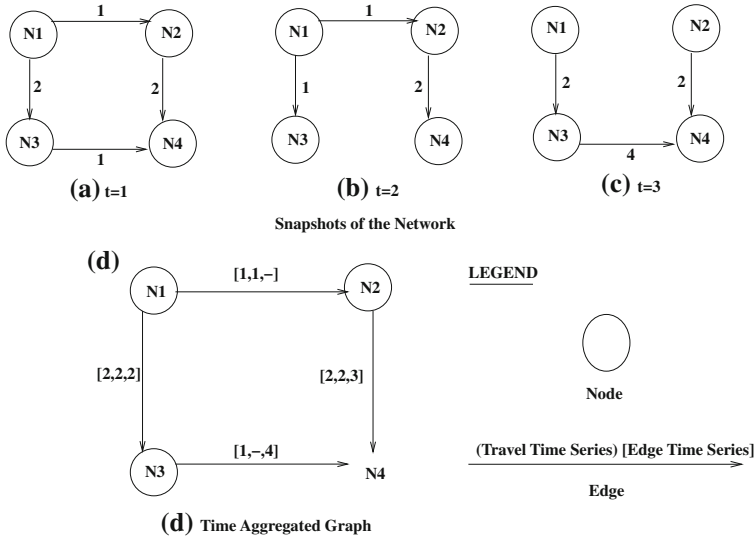 1
1
N1
N2
N1
N2
N1
N2
2
2
1
2
2
2
N3
N4
N3
N4
N3
N4
1
4
(a) t=1
(b) t=2
(c) t=3
Snapshots of the Network
(d)
[1,1,−]
N1
N2
LEGEND
[2,2,2]
[2,2,3]
Node
[1,−,4]
N3
N4
(Travel Time Series) [Edge Time Series]
Edge
(d) Time Aggregated Graph